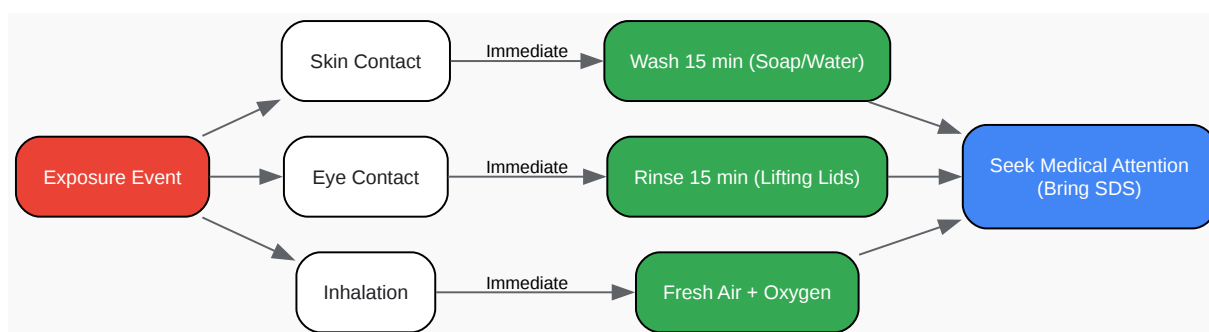 Exposure Event
Skin Contact
Immediate
Wash 15 min (Soap/Water)
Eye Contact
Immediate
Rinse 15 min (Lifting Lids)
Inhalation
Immediate
Fresh Air + Oxygen
Seek Medical Attention
(Bring SDS)